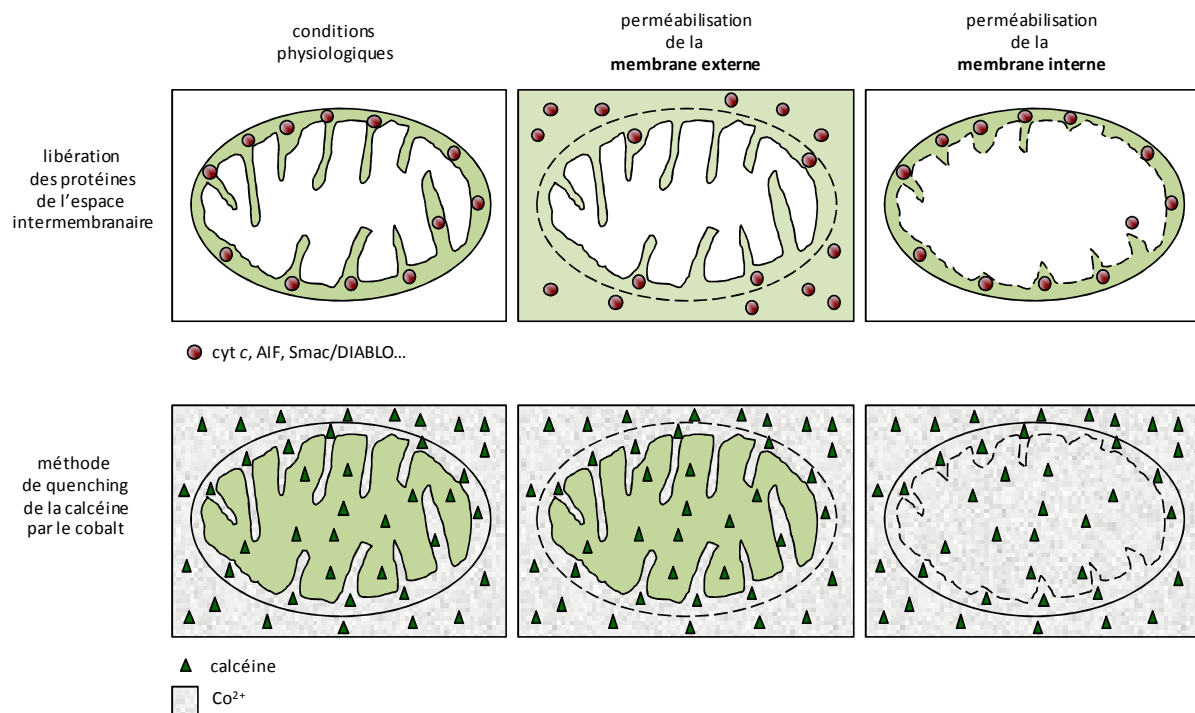 conditions
physiologiques
perméabilisation
de la
membrane externe
perméabilisation
de la
membrane interne
libération
des protéines
de l'espace
intermembranaire
cyt c, AIF, Smac/DIABLO...
méthode
de quenching
de la calcéine
par le cobalt
calcéine
Co²⁺